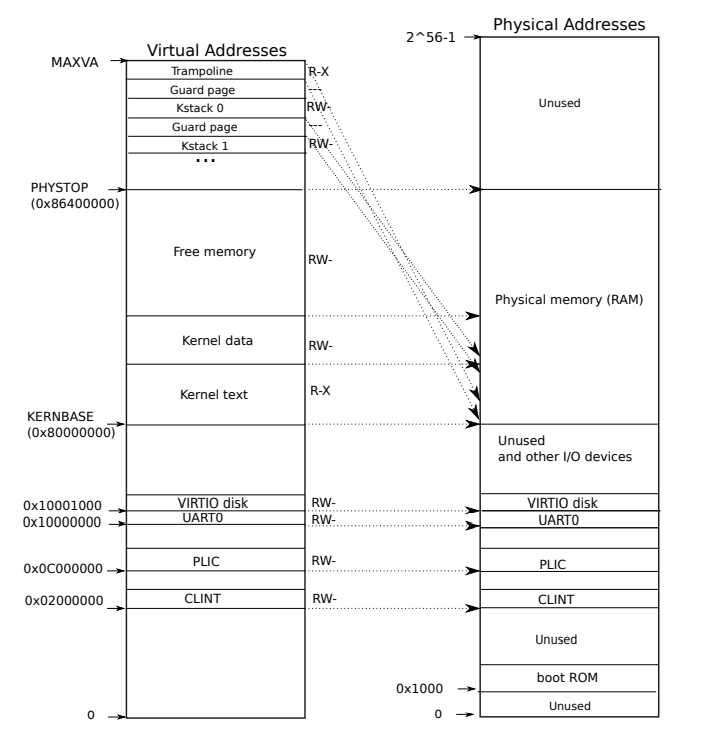 Physical Addresses
2^56-1
Virtual Addresses
MAXVA
Trampoline
R-X
Guard page
---
Kstack 0
RW-
Guard page
---
Kstack 1
RW-
...
Unused
PHYSTOP
(0x86400000)
Free memory
RW-
Physical memory (RAM)
Kernel data
RW-
Kernel text
R-X
KERNBASE
(0x80000000)
Unused
and other I/O devices
0x10001000
VIRTIO disk
RW-
VIRTIO disk
0x10000000
UART0
RW-
UART0
0x0C000000
PLIC
RW-
PLIC
0x02000000
CLINT
RW-
CLINT
Unused
boot ROM
0x1000
Unused
0
0